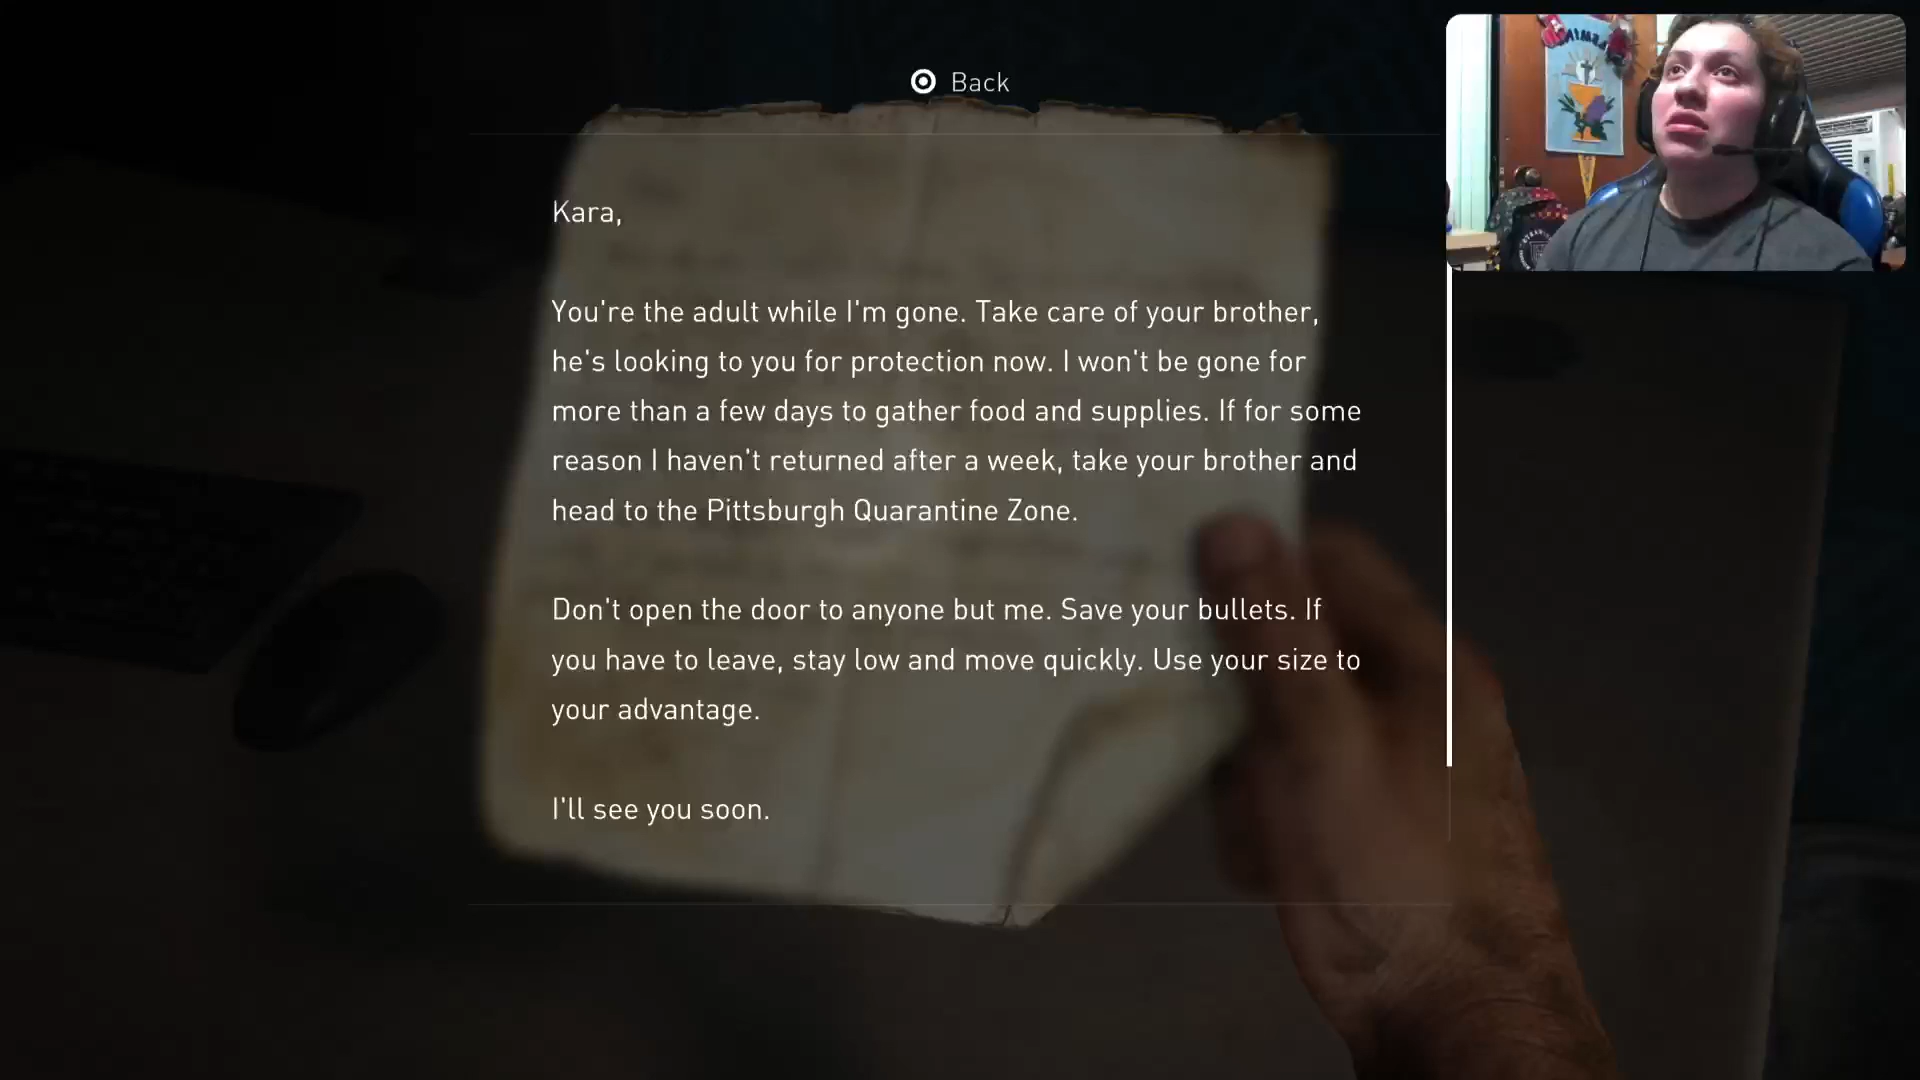 Back
Kara,
You're the adult while I'm gone. Take care of your brother,
he's looking to you for protection now. I won't be gone for
more than a few days to gather food and supplies. If for some
reason I haven't returned after a week, take your brother and
head to the Pittsburgh Quarantine Zone.
Don't open the door to anyone but me. Save your bullets. If
you have to leave, stay low and move quickly. Use your size to
your advantage.
I'll see you soon.